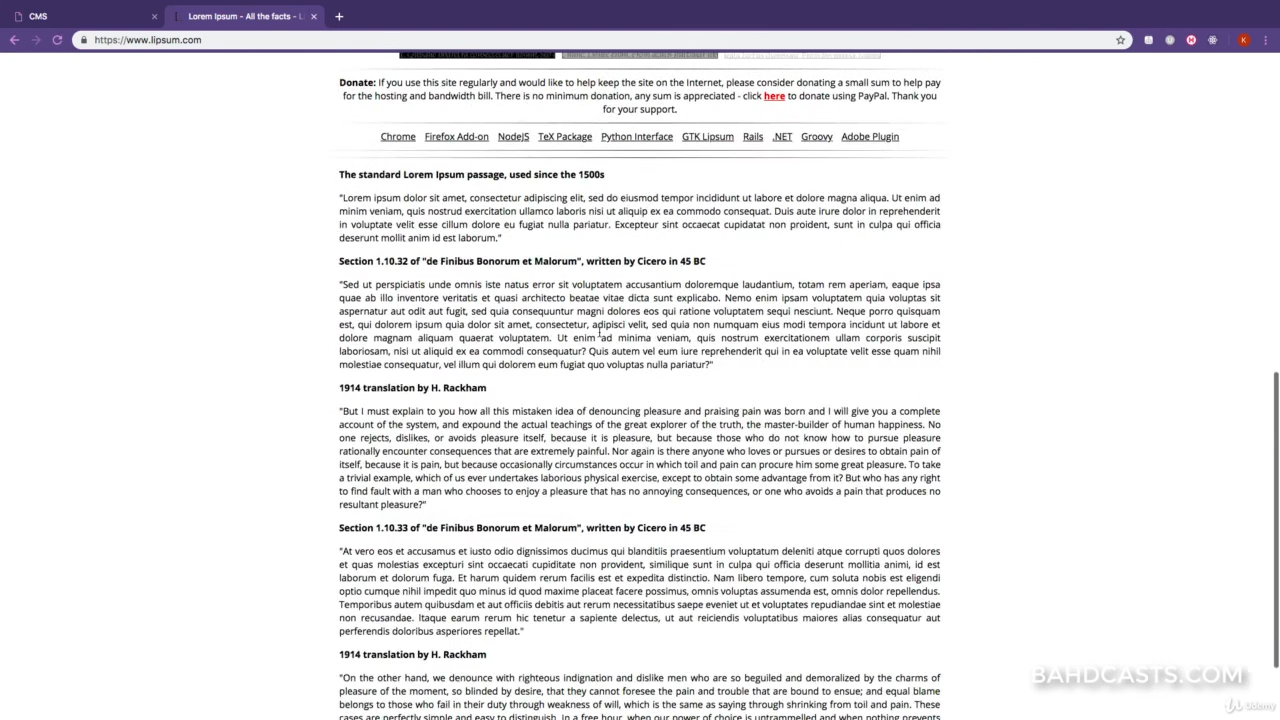 CMS
Lorem Ipsum - All the facts - L
https://www.lipsum.com
K
Donate: If you use this site regularly and would like to help keep the site on the Internet, please consider donating a small sum to help pay
for the hosting and bandwidth bill. There is no minimum donation, any sum is appreciated - click here to donate using PayPal. Thank you
for your support.
Chrome Firefox Add-on NodeJS TeX Package Python Interface GTK Lipsum Rails .NET Groovy Adobe Plugin
The standard Lorem Ipsum passage, used since the 1500s
"Lorem ipsum dolor sit amet, consectetur adipiscing elit, sed do eiusmod tempor incididunt ut labore et dolore magna aliqua. Ut enim ad
minim veniam, quis nostrud exercitation ullamco laboris nisi ut aliquip ex ea commodo consequat. Duis aute irure dolor in reprehenderit
in voluptate velit esse cillum dolore eu fugiat nulla pariatur. Excepteur sint occaecat cupidatat non proident, sunt in culpa qui officia
deserunt mollit anim id est laborum."
Section 1.10.32 of "de Finibus Bonorum et Malorum", written by Cicero in 45 BC
"Sed ut perspiciatis unde omnis iste natus error sit voluptatem accusantium doloremque laudantium, totam rem aperiam, eaque ipsa
quae ab illo inventore veritatis et quasi architecto beatae vitae dicta sunt explicabo. Nemo enim ipsam voluptatem quia voluptas sit
aspernatur aut odit aut fugit, sed quia consequuntur magni dolores eos qui ratione voluptatem sequi nesciunt. Neque porro quisquam
est, qui dolorem ipsum quia dolor sit amet, consectetur, adipisci velit, sed quia non numquam eius modi tempora incidunt ut labore et
dolore magnam aliquam quaerat voluptatem. Ut enim ad minima veniam, quis nostrum exercitationem ullam corporis suscipit
laboriosam, nisi ut aliquid ex ea commodi consequatur? Quis autem vel eum iure reprehenderit qui in ea voluptate velit esse quam nihil
molestiae consequatur, vel illum qui dolorem eum fugiat quo voluptas nulla pariatur?"
1914 translation by H. Rackham
"But I must explain to you how all this mistaken idea of denouncing pleasure and praising pain was born and I will give you a complete
account of the system, and expound the actual teachings of the great explorer of the truth, the master-builder of human happiness. No
one rejects, dislikes, or avoids pleasure itself, because it is pleasure, but because those who do not know how to pursue pleasure
rationally encounter consequences that are extremely painful. Nor again is there anyone who loves or pursues or desires to obtain pain of
itself, because it is pain, but because occasionally circumstances occur in which toil and pain can procure him some great pleasure. To take
a trivial example, which of us ever undertakes laborious physical exercise, except to obtain some advantage from it? But who has any right
to find fault with a man who chooses to enjoy a pleasure that has no annoying consequences, or one who avoids a pain that produces no
resultant pleasure?"
Section 1.10.33 of "de Finibus Bonorum et Malorum", written by Cicero in 45 BC
"At vero eos et accusamus et iusto odio dignissimos ducimus qui blanditiis praesentium voluptatum deleniti atque corrupti quos dolores
et quas molestias excepturi sint occaecati cupiditate non provident, similique sunt in culpa qui officia deserunt mollitia animi, id est
laborum et dolorum fuga. Et harum quidem rerum facilis est et expedita distinctio. Nam libero tempore, cum soluta nobis est eligendi
optio cumque nihil impedit quo minus id quod maxime placeat facere possimus, omnis voluptas assumenda est, omnis dolor repellendus.
Temporibus autem quibusdam et aut officiis debitis aut rerum necessitatibus saepe eveniet ut et voluptates repudiandae sint et molestiae
non recusandae. Itaque earum rerum hic tenetur a sapiente delectus, ut aut reiciendis voluptatibus maiores alias consequatur aut
perferendis doloribus asperiores repellat."
1914 translation by H. Rackham
"On the other hand, we denounce with righteous indignation and dislike men who are so beguiled and demoralized by the charms of
pleasure of the moment, so blinded by desire, that they cannot foresee the pain and trouble that are bound to ensue; and equal blame
belongs to those who fail in their duty through weakness of will, which is the same as saying through shrinking from toil and pain. These
cases are perfectly simple and easy to distinguish. In a free hour, when our power of choice is untrammelled and when nothing prevents
BAHDCASTS.COM
Udemy